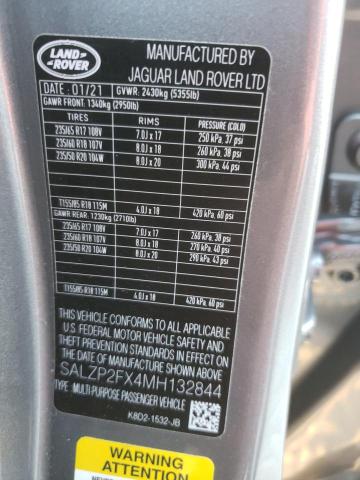 LAND ROVER
MANUFACTURED BY
JAGUAR LAND ROVER LTD
DATE: 01/21 GVWR: 2430kg (5355lb)
GAWR FRONT: 1340kg (2950lb)
TIRES RIMS PRESSURE (COLD)
235/65 R17 108V 7.0J x 17 250 kPa, 37 psi
235/60 R18 107V 8.0J x 18 260 kPa, 38 psi
235/50 R20 104W 8.0J x 20 300 kPa, 44 psi
T155/85 R18 115M 4.0J x 18 420 kPa, 60 psi
GAWR REAR: 1230kg (2710lb)
235/65 R17 108V 7.0J x 17 260 kPa, 38 psi
235/60 R18 107V 8.0J x 18 270 kPa, 40 psi
235/50 R20 104W 8.0J x 20 290 kPa, 43 psi
T155/85 R18 115M 4.0J x 18 420 kPa, 60 psi
THIS VEHICLE CONFORMS TO ALL APPLICABLE
U.S. FEDERAL MOTOR VEHICLE SAFETY AND
THEFT PREVENTION STANDARDS IN EFFECT ON
THE DATE OF MANUFACTURE SHOWN ABOVE.
SALZP2FX4MH132844
TYPE: MULTI-PURPOSE PASSENGER VEHICLE
K8D2-1532-JB
WARNING
ATTENTION